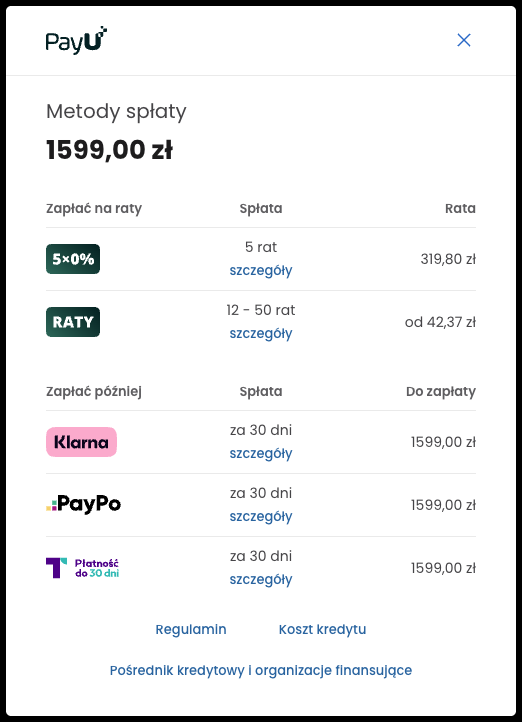 PayU
Metody spłaty
1599,00 zł
Zapłać na raty Spłata Rata
5×0% 5 rat 319,80 zł
szczegóły
RATY 12 - 50 rat od 42,37 zł
szczegóły
Zapłać później Spłata Do zapłaty
Klarna za 30 dni 1599,00 zł
szczegóły
PayPo za 30 dni 1599,00 zł
szczegóły
T Płatność do 30 dni za 30 dni 1599,00 zł
szczegóły
Regulamin Koszt kredytu
Pośrednik kredytowy i organizacje finansujące